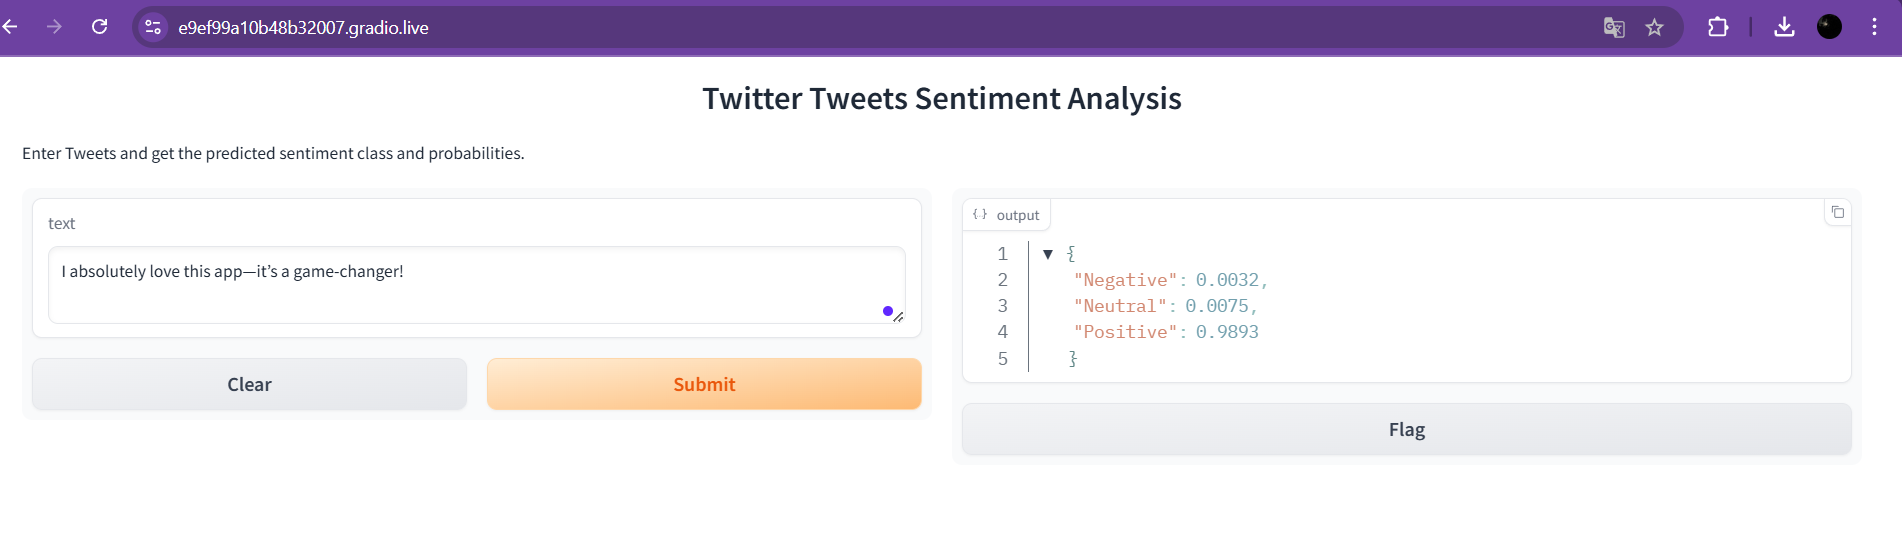 e9ef99a10b48b32007.gradio.live
Twitter Tweets Sentiment Analysis
Enter Tweets and get the predicted sentiment class and probabilities.
text
I absolutely love this app—it’s a game-changer!
Clear
Submit
{ } output
1 ▼ {
2 "Negative": 0.0032,
3 "Neutral": 0.0075,
4 "Positive": 0.9893
5 }
Flag